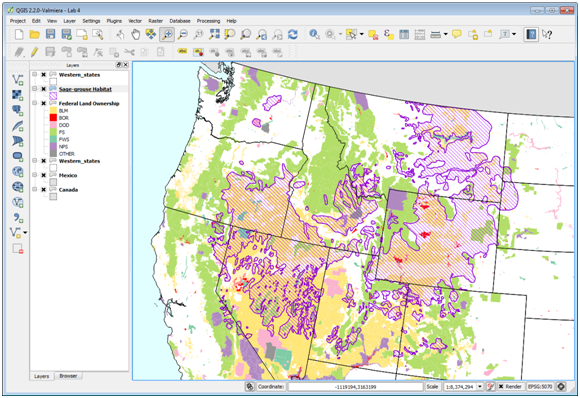 QGIS 2.2.0-Valmiera - Lab 4
Project Edit View Layer Settings Plugins Vector Raster Database Processing Help
Layers
Western_states
Sage-grouse Habitat
Federal Land Ownership
BLM
BOR
DOD
FS
FWS
NPS
OTHER
Western_states
Mexico
Canada
Layers Browser
Coordinate: -1119194,3163199 Scale 1:8,374,294 Render EPSG:5070